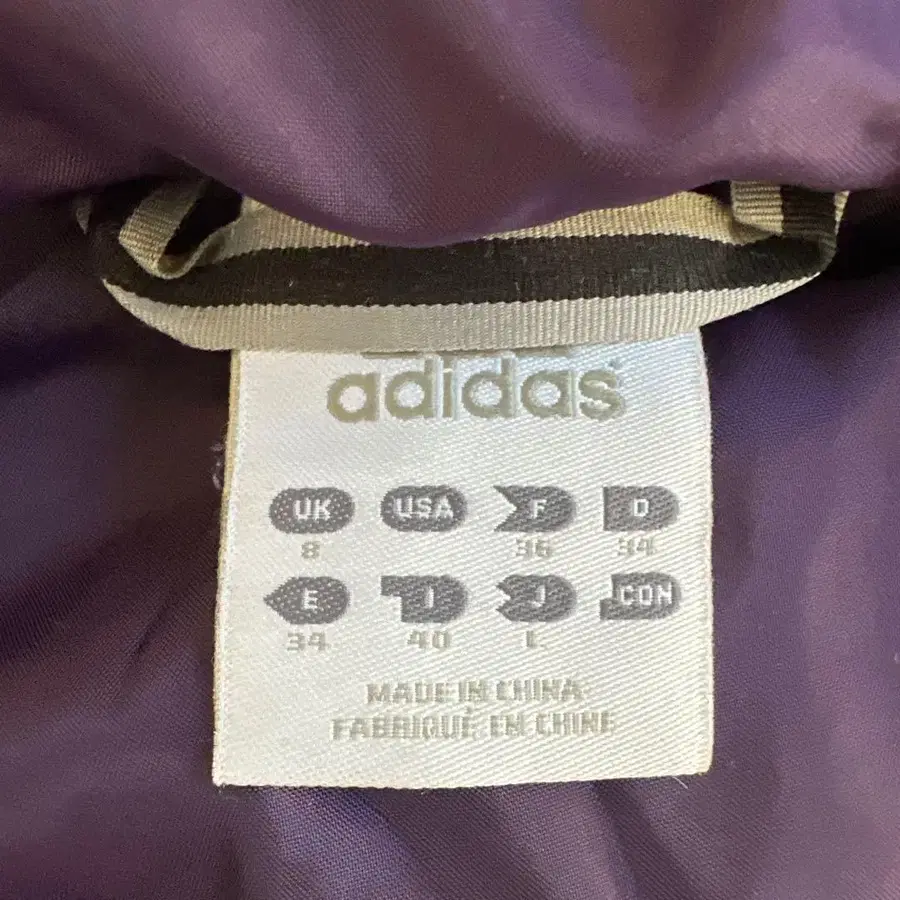 adidas
UK USA F D
8 36 34
E I J CON
34 40 L
MADE IN CHINA
FABRIQUÉ EN CHINE